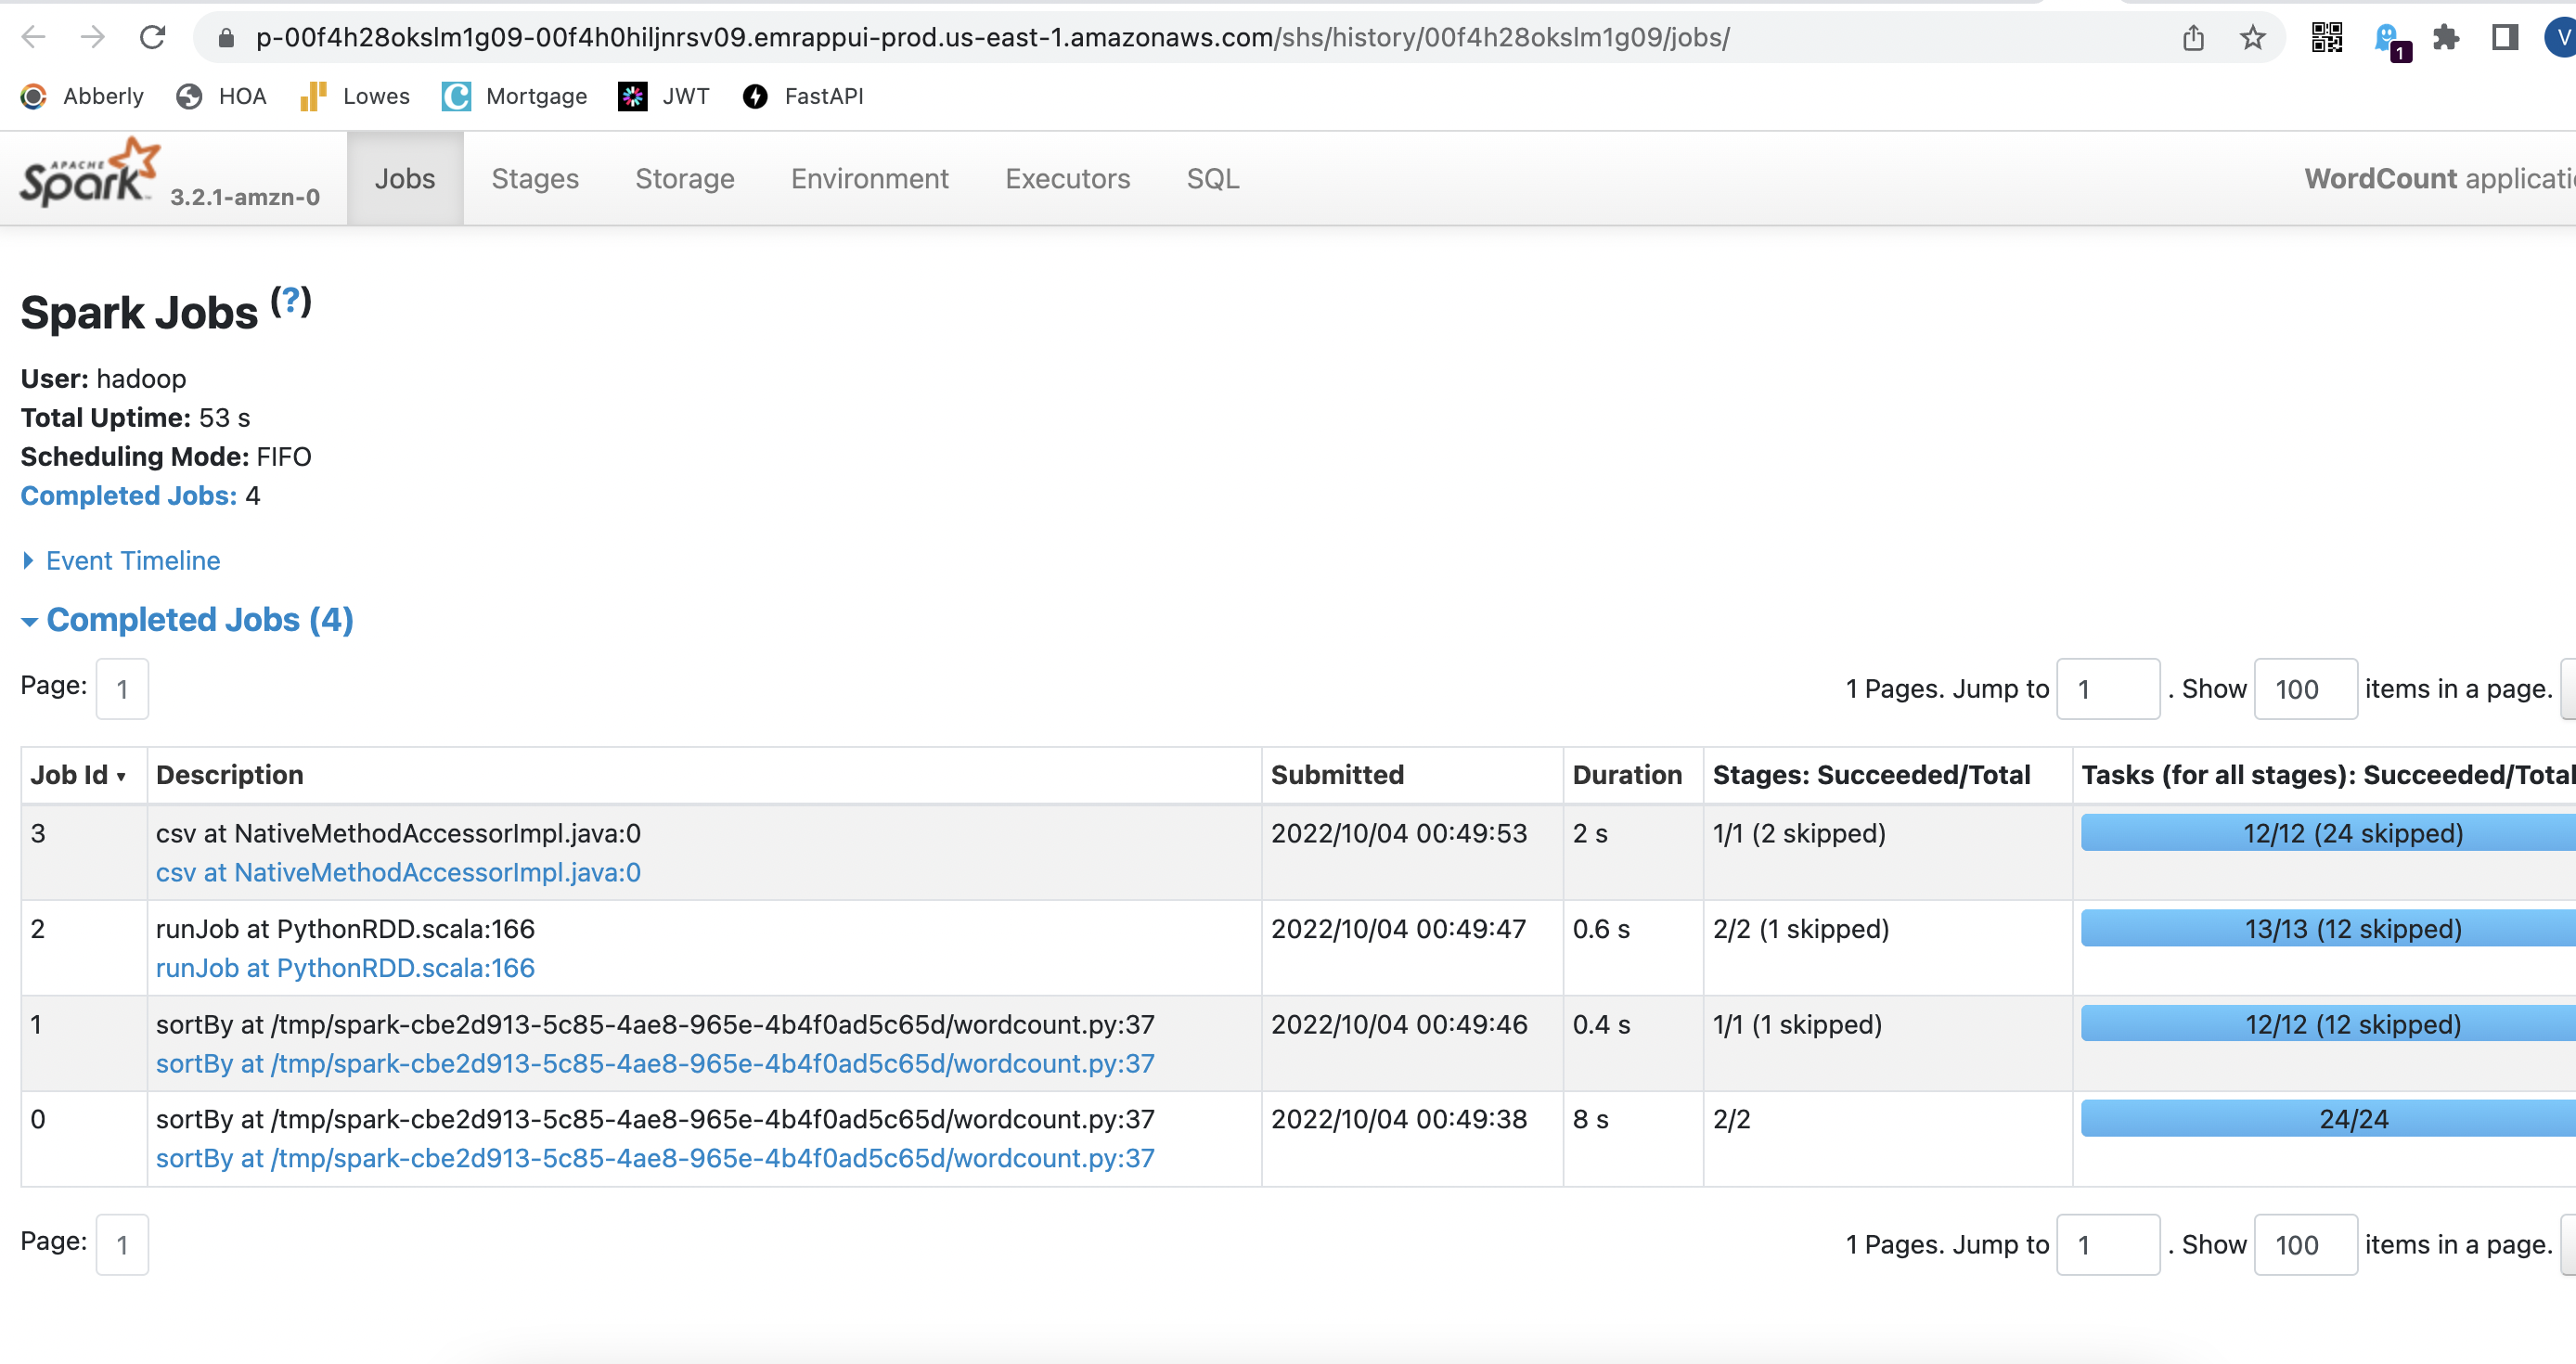 p-00f4h28okslm1g09-00f4h0hiljnrsv09.emrappui-prod.us-east-1.amazonaws.com/shs/history/00f4h28okslm1g09/jobs/
1
V
Abberly HOA Lowes Mortgage JWT FastAPI
APACHE Spark 3.2.1-amzn-0 Jobs Stages Storage Environment Executors SQL WordCount applicati
Spark Jobs (?)
User: hadoop
Total Uptime: 53 s
Scheduling Mode: FIFO
Completed Jobs: 4
Event Timeline
Completed Jobs (4)
Page: 1 1 Pages. Jump to 1 . Show 100 items in a page.
Job Id ▾ Description Submitted Duration Stages: Succeeded/Total Tasks (for all stages): Succeeded/Total
3 csv at NativeMethodAccessorImpl.java:0 2022/10/04 00:49:53 2 s 1/1 (2 skipped) 12/12 (24 skipped)
csv at NativeMethodAccessorImpl.java:0
2 runJob at PythonRDD.scala:166 2022/10/04 00:49:47 0.6 s 2/2 (1 skipped) 13/13 (12 skipped)
runJob at PythonRDD.scala:166
1 sortBy at /tmp/spark-cbe2d913-5c85-4ae8-965e-4b4f0ad5c65d/wordcount.py:37 2022/10/04 00:49:46 0.4 s 1/1 (1 skipped) 12/12 (12 skipped)
sortBy at /tmp/spark-cbe2d913-5c85-4ae8-965e-4b4f0ad5c65d/wordcount.py:37
0 sortBy at /tmp/spark-cbe2d913-5c85-4ae8-965e-4b4f0ad5c65d/wordcount.py:37 2022/10/04 00:49:38 8 s 2/2 24/24
sortBy at /tmp/spark-cbe2d913-5c85-4ae8-965e-4b4f0ad5c65d/wordcount.py:37
Page: 1 1 Pages. Jump to 1 . Show 100 items in a page.